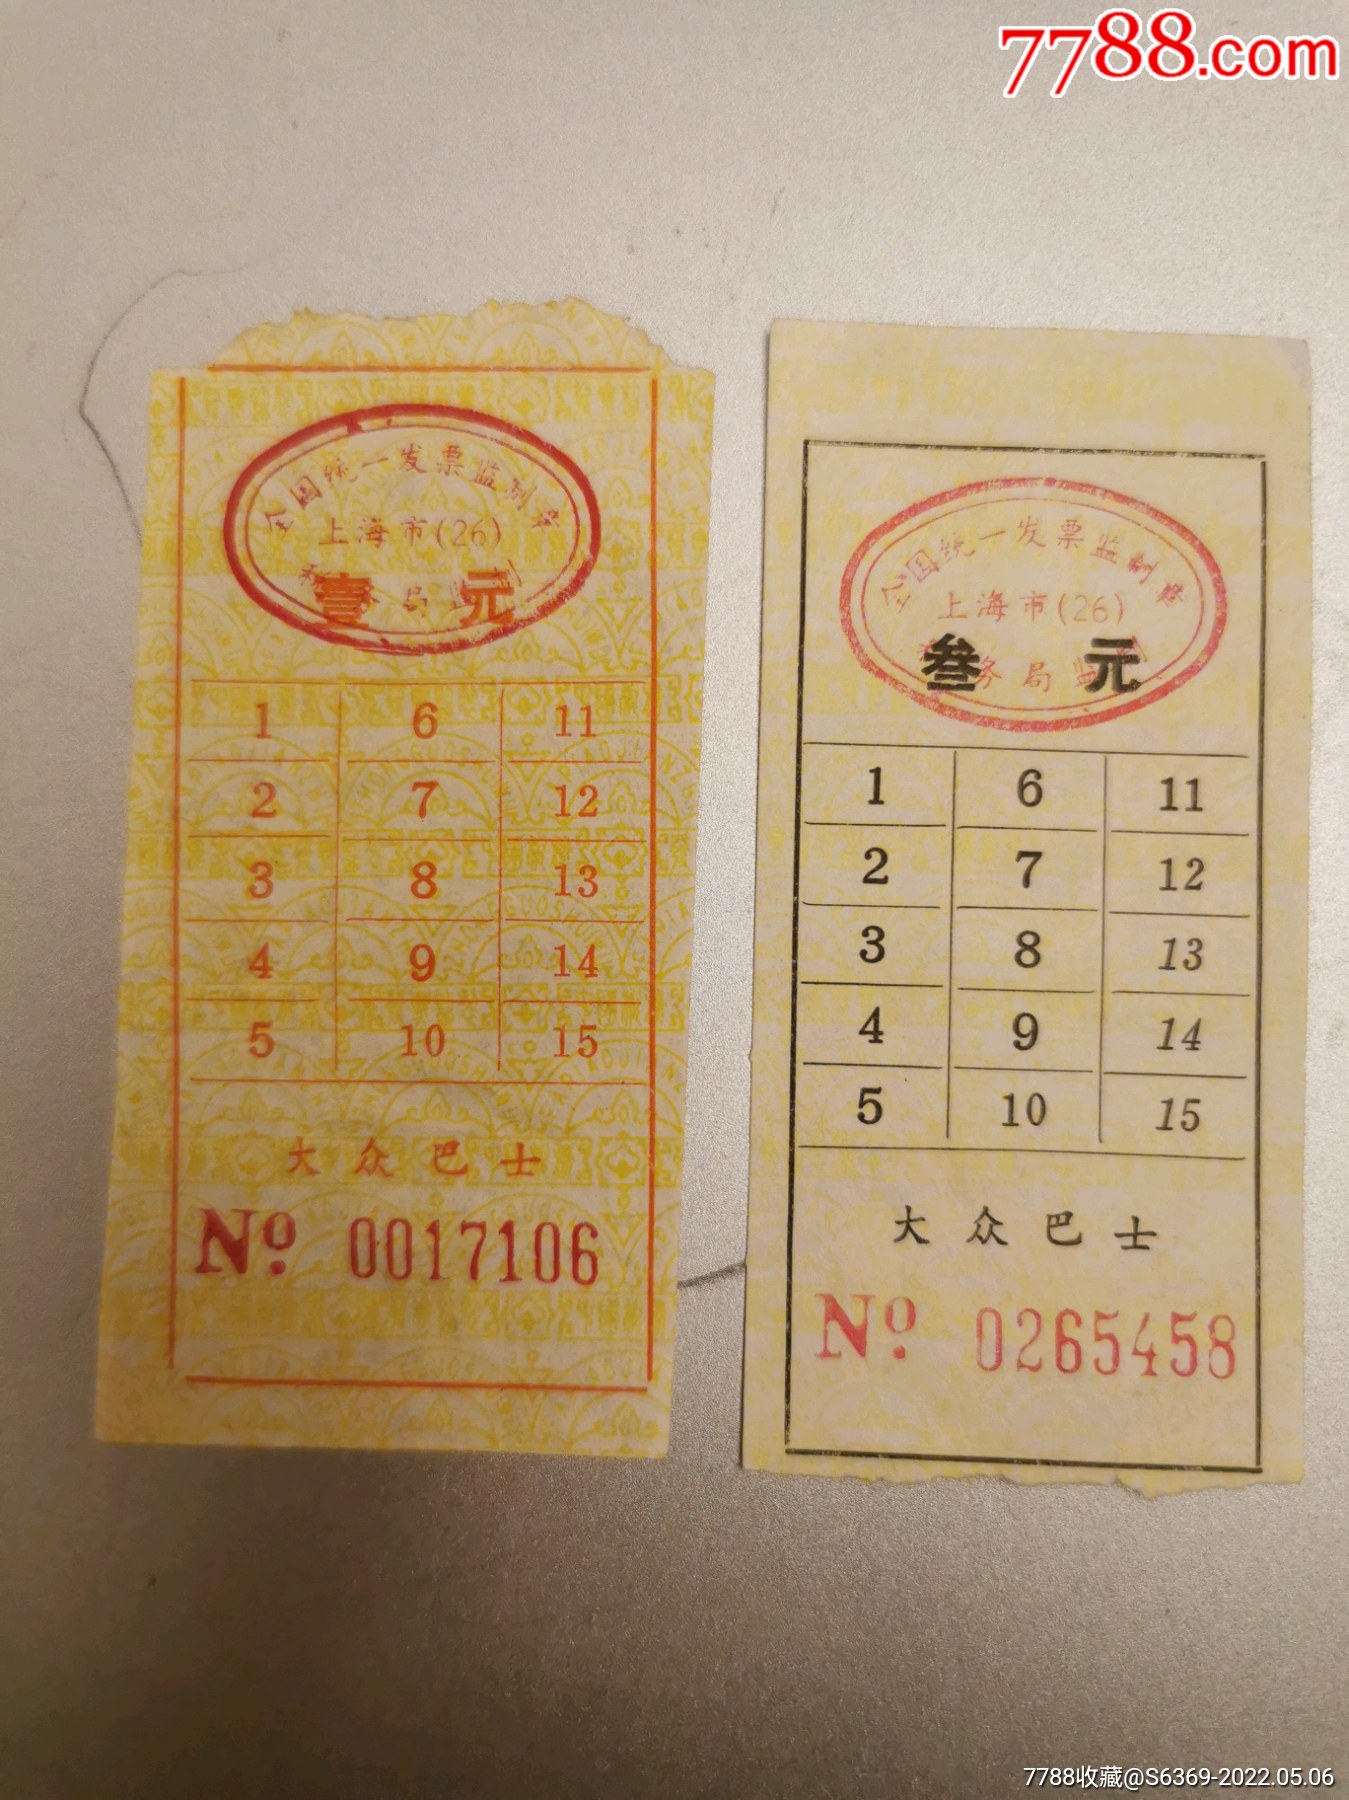 7788.com
全国统一发票监制章
上海市(26)
税务局监制
壹 元
1 6 11
2 7 12
3 8 13
4 9 14
5 10 15
大众巴士
Nº 0017106
全国统一发票监制章
上海市(26)
务局监制
叁 元
1 6 11
2 7 12
3 8 13
4 9 14
5 10 15
大众巴士
Nº 0265458
7788收藏@S6369-2022.05.06